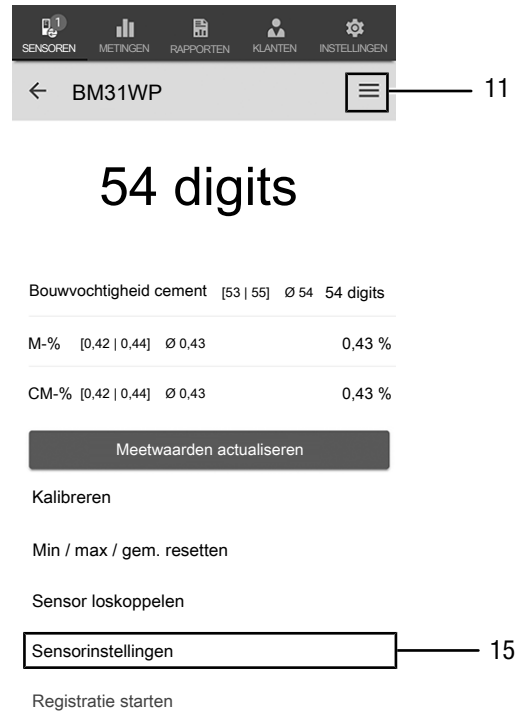 1
SENSOREN METINGEN RAPPORTEN KLANTEN INSTELLINGEN
BM31WP 11
54 digits
Bouwvochtigheid cement [53 | 55] Ø 54 54 digits
M-% [0,42 | 0,44] Ø 0,43 0,43 %
CM-% [0,42 | 0,44] Ø 0,43 0,43 %
Meetwaarden actualiseren
Kalibreren
Min / max / gem. resetten
Sensor loskoppelen
Sensorinstellingen 15
Registratie starten